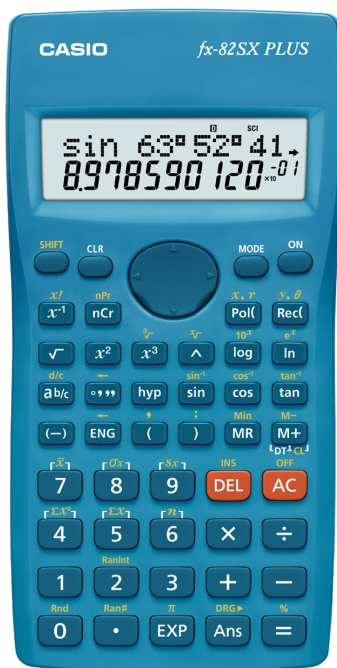 CASIO fx-82SX PLUS
D SCI
sin 63°52°41→
8.978590120×10-01
SHIFT CLR MODE ON
x! nPr x, r y, θ
x-1 nCr Pol( Rec(
3√ x√ 10x ex
√ x2 x3 ^ log ln
d/c ← sin-1 cos-1 tan-1
ab/c °,,, hyp sin cos tan
← , ; Min M−
(−) ENG ( ) MR M+
DT CL
x̄ σx sx INS OFF
7 8 9 DEL AC
Σx² Σx n
4 5 6 × ÷
RanInt
1 2 3 + −
Rnd Ran# π DRG▶ %
0 • EXP Ans =